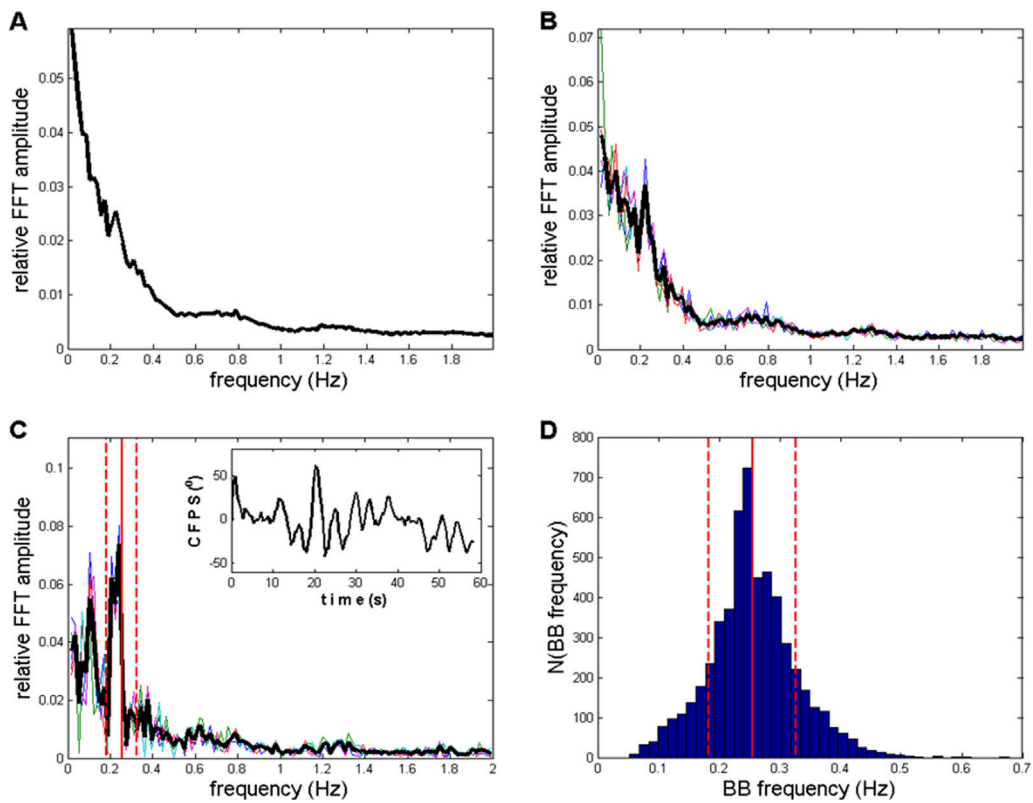 A
relative FFT amplitude
0.05
0.04
0.03
0.02
0.01
0
0 0.2 0.4 0.6 0.8 1 1.2 1.4 1.6 1.8
frequency (Hz)
B
relative FFT amplitude
0.07
0.06
0.05
0.04
0.03
0.02
0.01
0
0 0.2 0.4 0.6 0.8 1 1.2 1.4 1.6 1.8
frequency (Hz)
C
relative FFT amplitude
0.1
0.08
0.06
0.04
0.02
0
0 0.2 0.4 0.6 0.8 1 1.2 1.4 1.6 1.8 2
frequency (Hz)
CFPS(º)
50
0
-50
0 10 20 30 40 50 60
time(s)
D
N(BB frequency)
800
700
600
500
400
300
200
100
0
0 0.1 0.2 0.3 0.4 0.5 0.6 0.7
BB frequency (Hz)